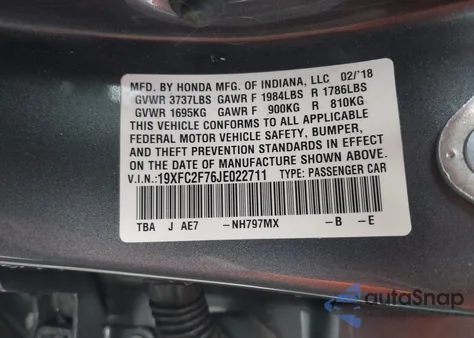 MFD. BY HONDA MFG. OF INDIANA, LLC 02/'18
GVWR 3737LBS GAWR F 1984LBS R 1786LBS
GVWR 1695KG GAWR F 900KG R 810KG
THIS VEHICLE CONFORMS TO ALL APPLICABLE
FEDERAL MOTOR VEHICLE SAFETY, BUMPER,
AND THEFT PREVENTION STANDARDS IN EFFECT
ON THE DATE OF MANUFACTURE SHOWN ABOVE.
V.I.N.:19XFC2F76JE022711 TYPE: PASSENGER CAR
TBA J AE7 -NH797MX -B -E
autoSnap